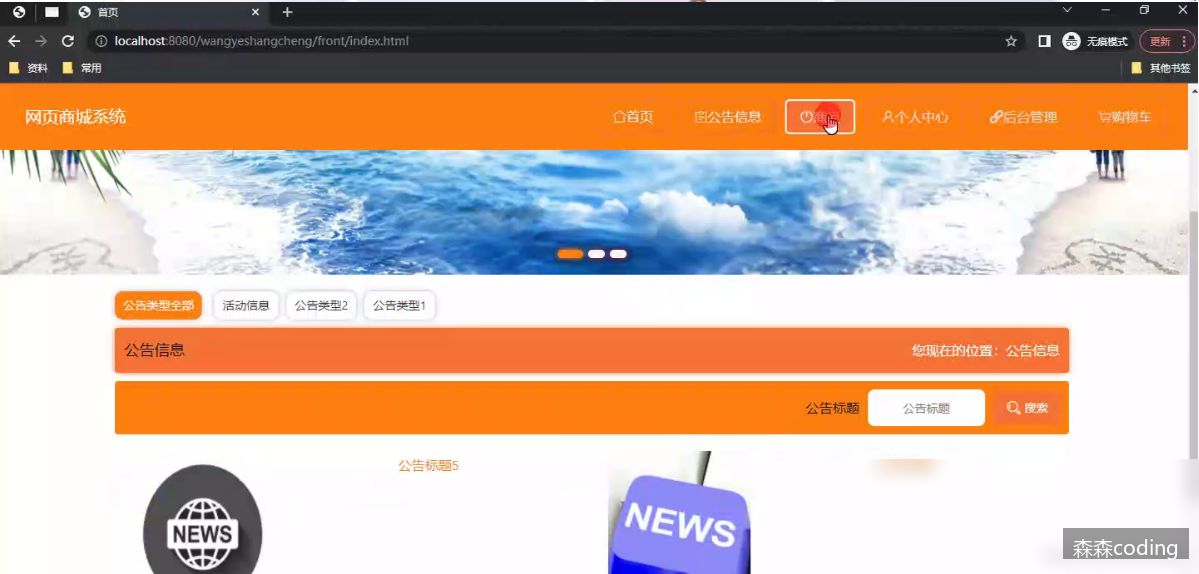 首页
localhost:8080/wangyeshangcheng/front/index.html
无痕模式
更新
资料
常用
其他书签
网页商城系统
首页
公告信息
个人中心
后台管理
购物车
公告类型全部
活动信息
公告类型2
公告类型1
公告信息
您现在的位置：公告信息
公告标题
公告标题
搜索
公告标题5
NEWS
NEWS
森森coding